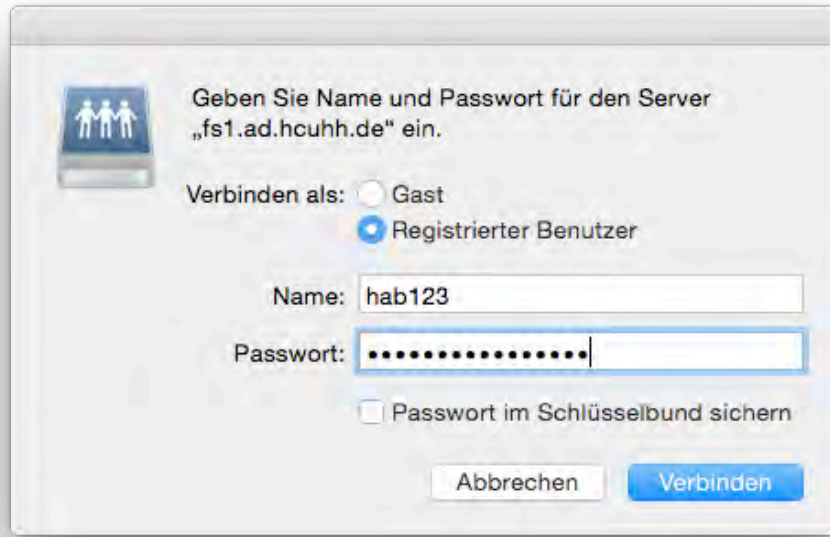 Geben Sie Name und Passwort für den Server
„fs1.ad.hcuhh.de“ ein.
Verbinden als: Gast
Registrierter Benutzer
Name: hab123
Passwort: ••••••••••••••••
Passwort im Schlüsselbund sichern
Abbrechen Verbinden